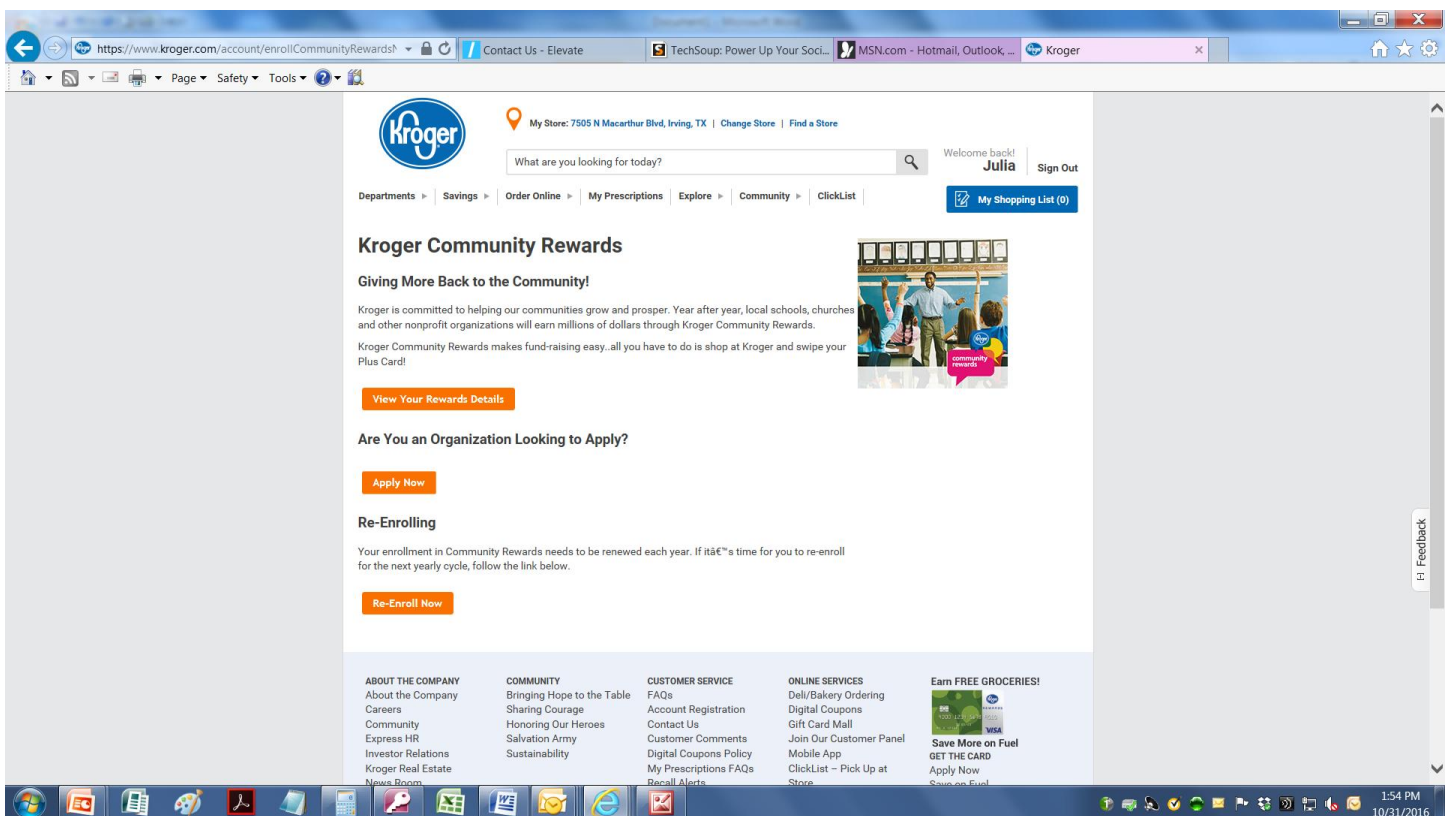 https://www.kroger.com/account/enrollCommunityRewardsN
Contact Us - Elevate
TechSoup: Power Up Your Soci...
MSN.com - Hotmail, Outlook, ...
Kroger
Page Safety Tools
Kroger
My Store: 7505 N Macarthur Blvd, Irving, TX | Change Store | Find a Store
What are you looking for today?
Welcome back!
Julia
Sign Out
Departments Savings Order Online My Prescriptions Explore Community ClickList
My Shopping List (0)
Kroger Community Rewards
Giving More Back to the Community!
Kroger is committed to helping our communities grow and prosper. Year after year, local schools, churches
and other nonprofit organizations will earn millions of dollars through Kroger Community Rewards.
Kroger Community Rewards makes fund-raising easy..all you have to do is shop at Kroger and swipe your
Plus Card!
community
rewards
View Your Rewards Details
Are You an Organization Looking to Apply?
Apply Now
Re-Enrolling
Your enrollment in Community Rewards needs to be renewed each year. If itâ€™s time for you to re-enroll
for the next yearly cycle, follow the link below.
Re-Enroll Now
[-] Feedback
ABOUT THE COMPANY
About the Company
Careers
Community
Express HR
Investor Relations
Kroger Real Estate
News Room
COMMUNITY
Bringing Hope to the Table
Sharing Courage
Honoring Our Heroes
Salvation Army
Sustainability
CUSTOMER SERVICE
FAQs
Account Registration
Contact Us
Customer Comments
Digital Coupons Policy
My Prescriptions FAQs
Recall Alerts
ONLINE SERVICES
Deli/Bakery Ordering
Digital Coupons
Gift Card Mall
Join Our Customer Panel
Mobile App
ClickList – Pick Up at
Store
Earn FREE GROCERIES!
VISA
Save More on Fuel
GET THE CARD
Apply Now
Save on Fuel
1:54 PM
10/31/2016